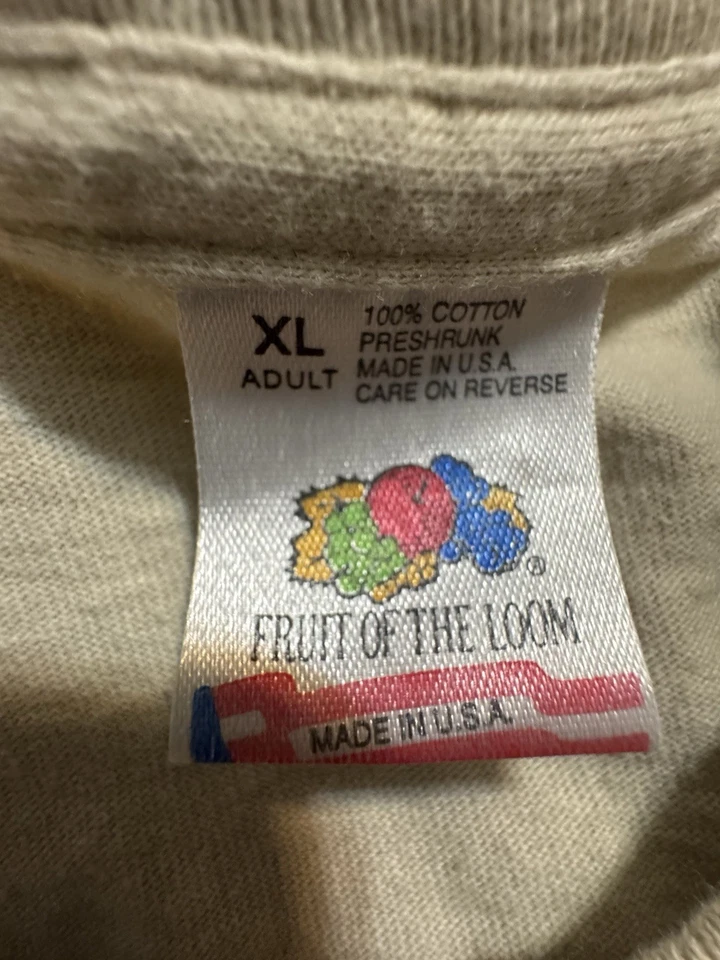 XL
ADULT
100% COTTON
PRESHRUNK
MADE IN U.S.A.
CARE ON REVERSE
®
FRUIT OF THE LOOM
MADE IN U.S.A.